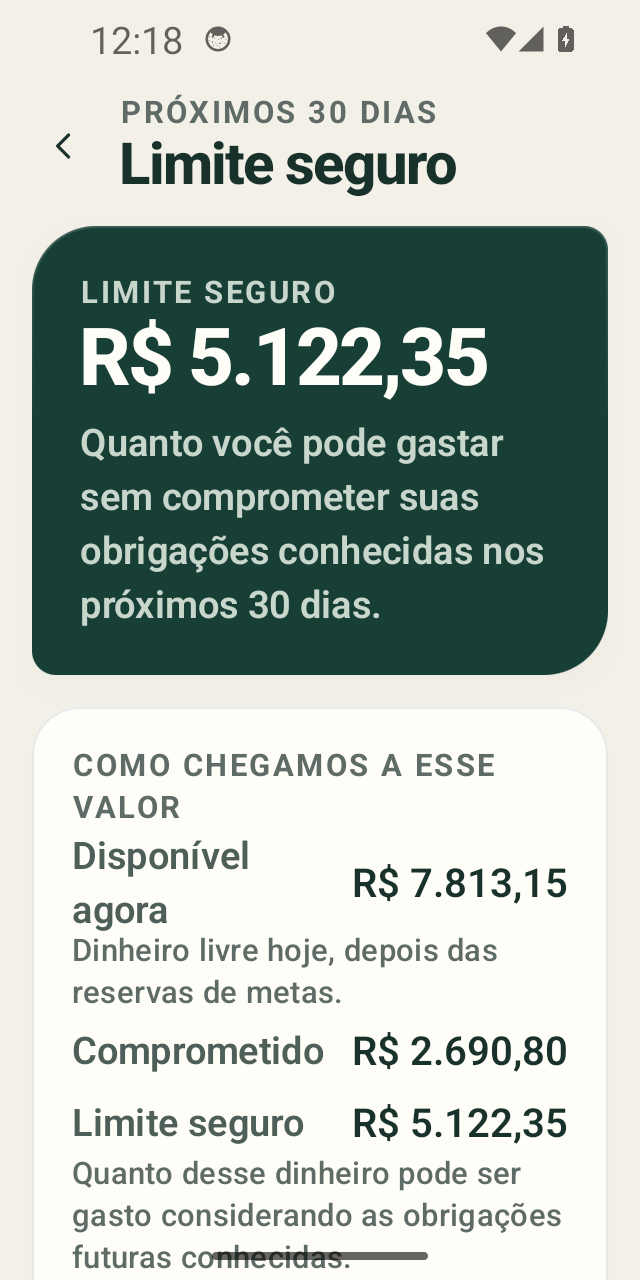 12:18
PRÓXIMOS 30 DIAS
Limite seguro
LIMITE SEGURO
R$ 5.122,35
Quanto você pode gastar
sem comprometer suas
obrigações conhecidas nos
próximos 30 dias.
COMO CHEGAMOS A ESSE
VALOR
Disponível
agora
R$ 7.813,15
Dinheiro livre hoje, depois das
reservas de metas.
Comprometido R$ 2.690,80
Limite seguro R$ 5.122,35
Quanto desse dinheiro pode ser
gasto considerando as obrigações
futuras conhecidas.